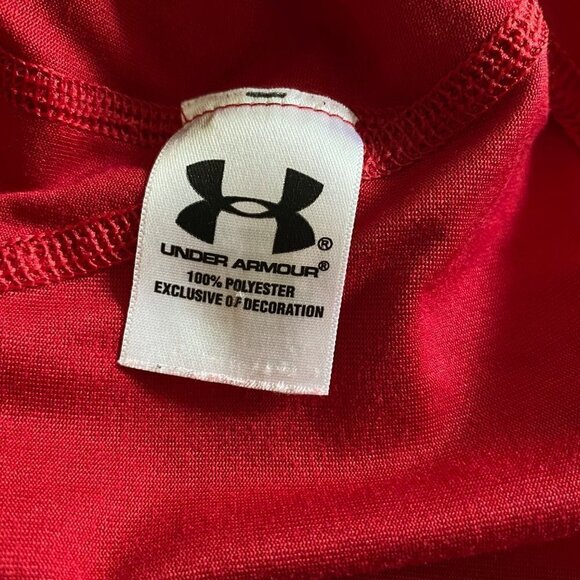 ®
UNDER ARMOUR®
100% POLYESTER
EXCLUSIVE OF DECORATION